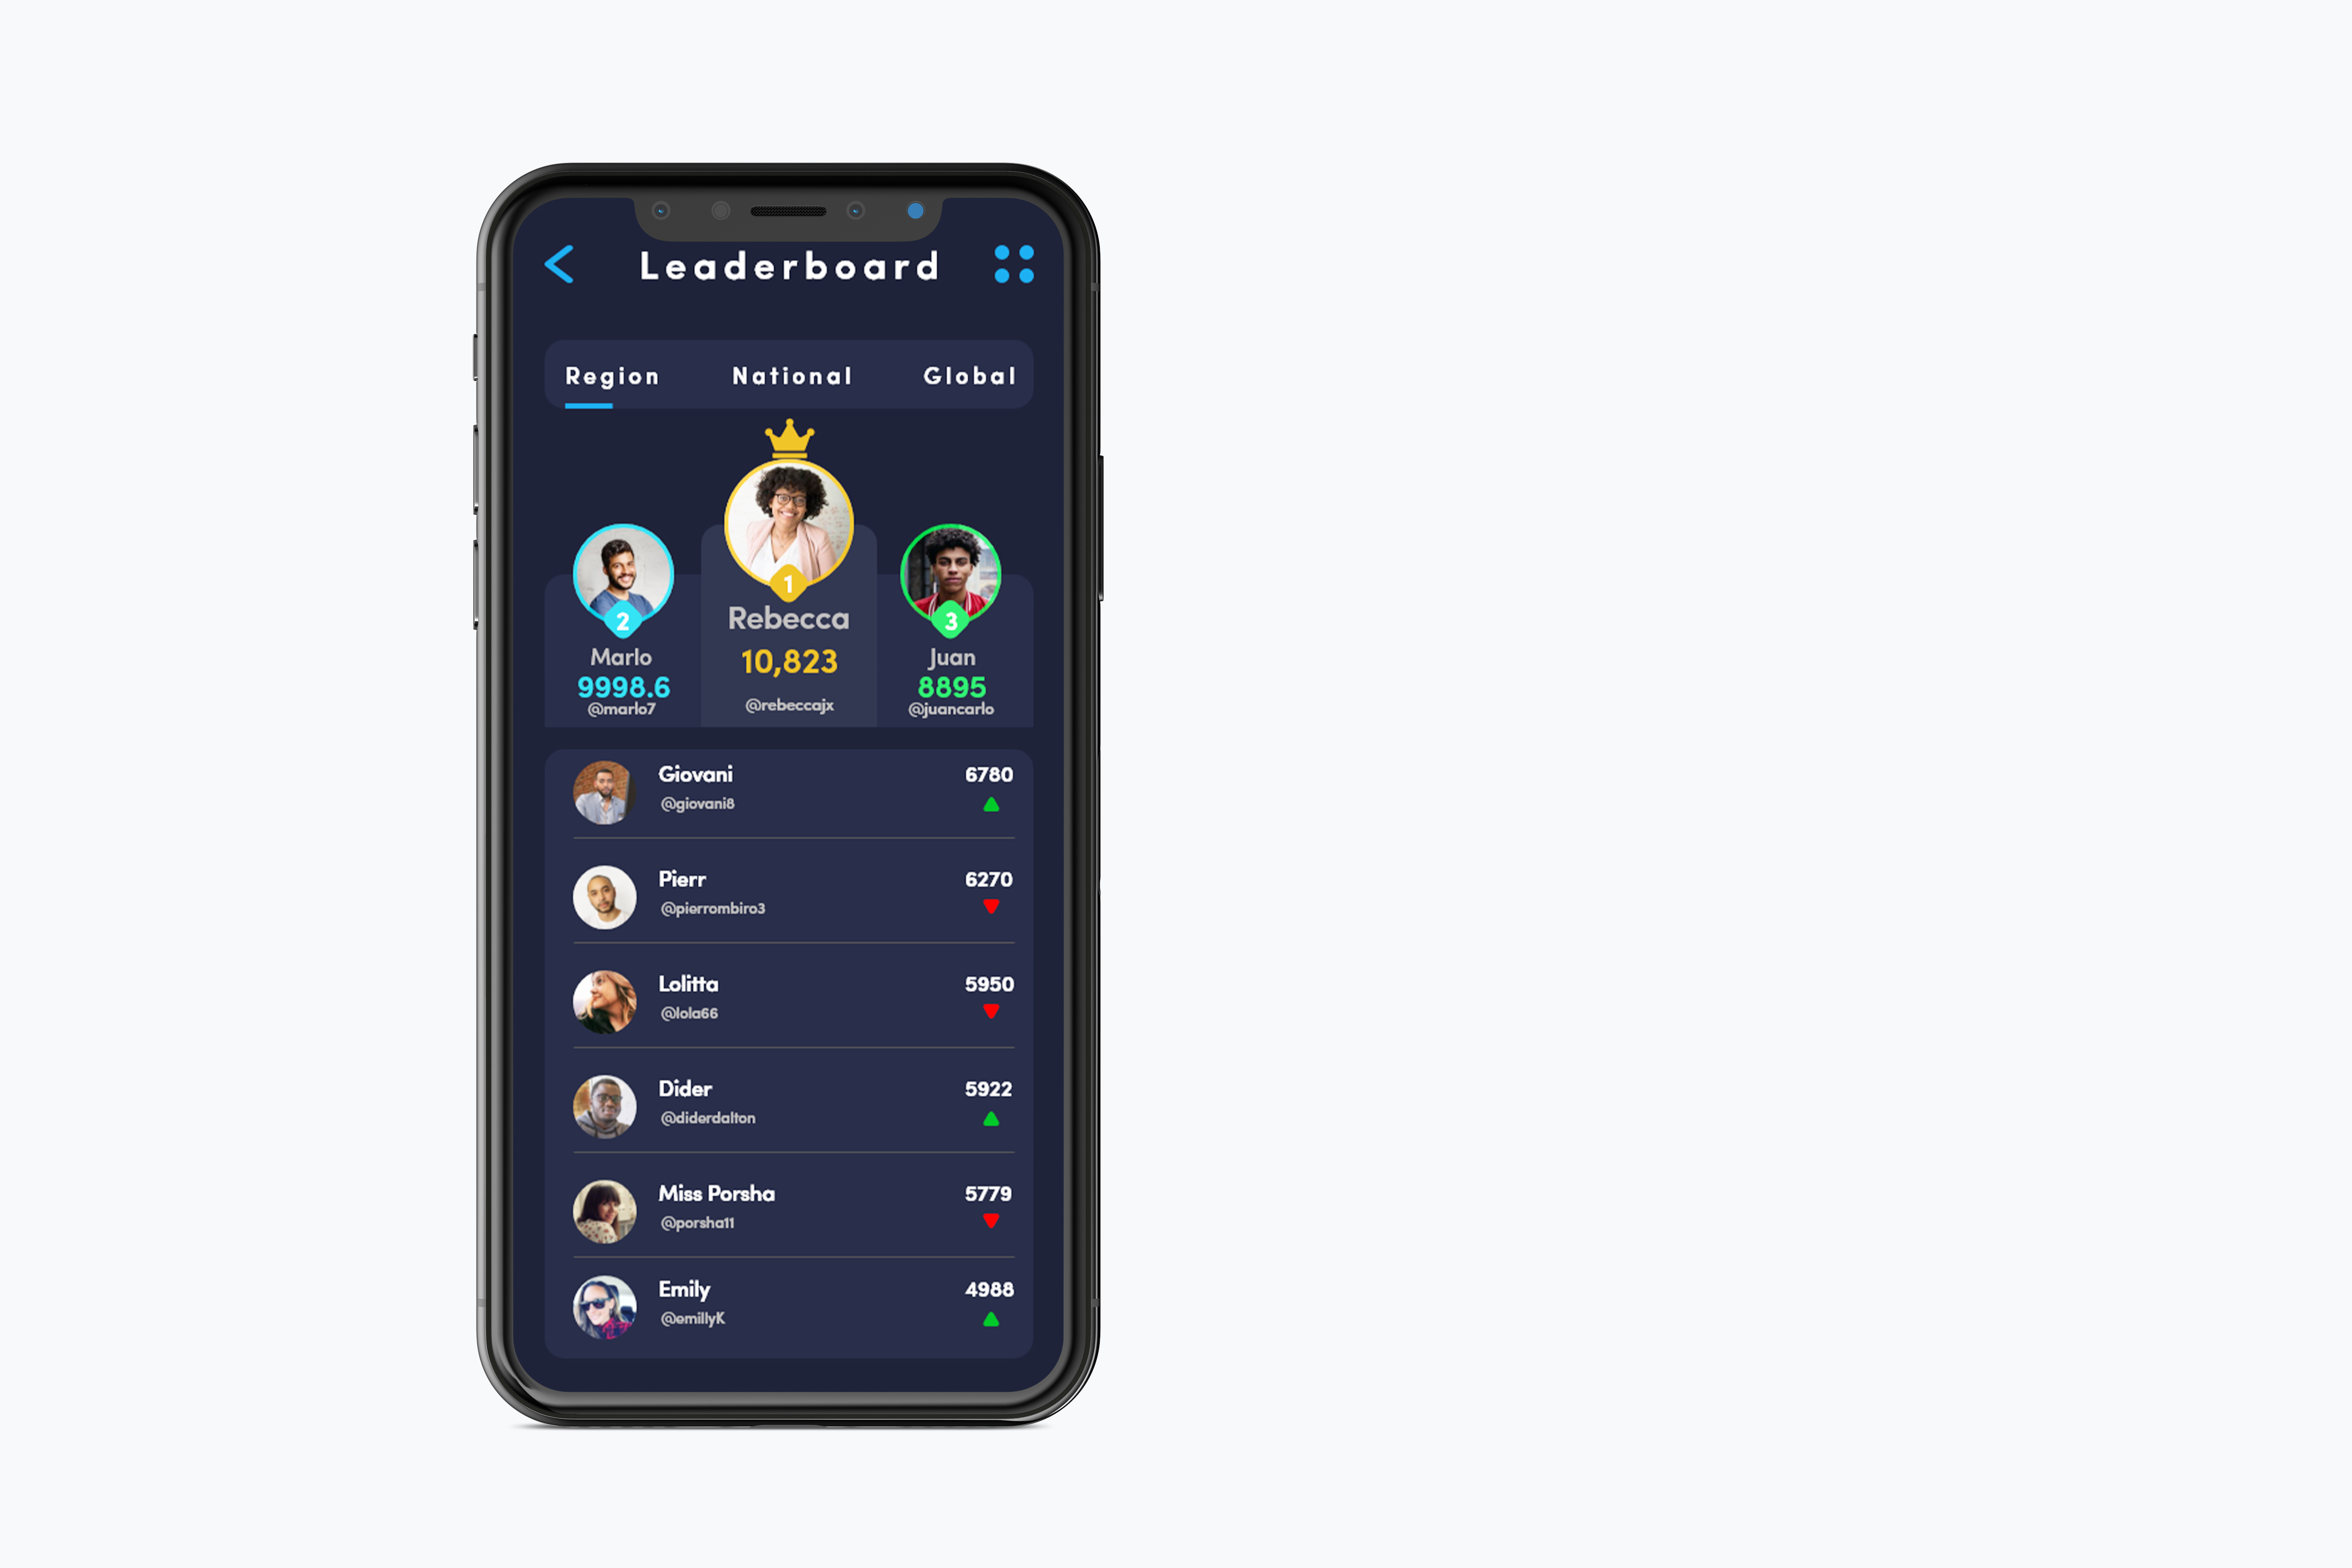 Leaderboard
Region National Global
1
Rebecca
10,823
@rebeccajx
2
Marlo
9998.6
@marlo7
3
Juan
8895
@juancarlo
Giovani 6780
@giovani8
Pierr 6270
@pierrombiro3
Lolitta 5950
@lola66
Dider 5922
@diderdalton
Miss Porsha 5779
@porsha11
Emily 4988
@emillyK